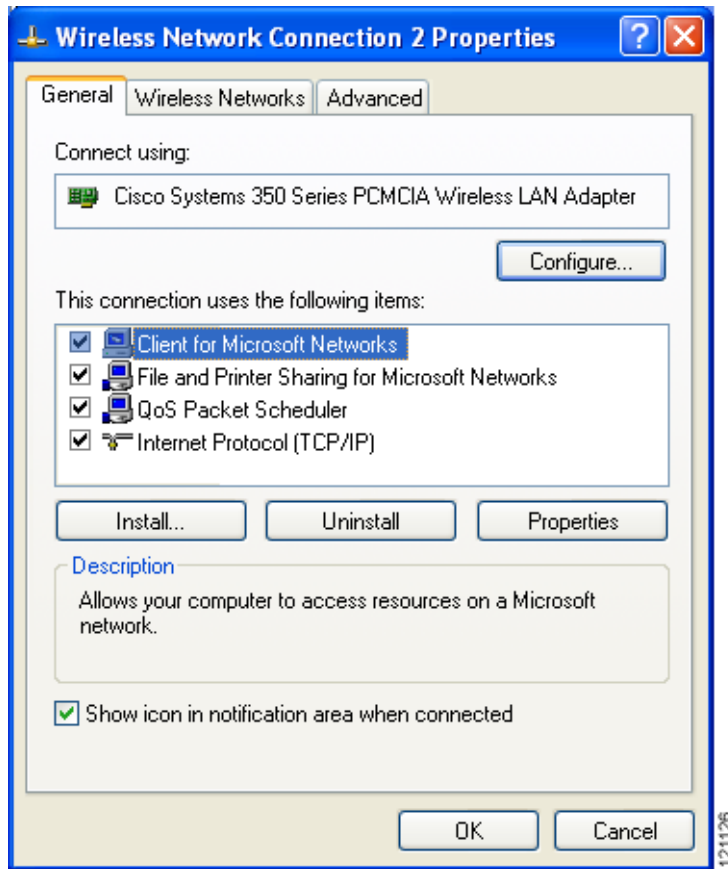 Wireless Network Connection 2 Properties
General
Wireless Networks
Advanced
Connect using:
Cisco Systems 350 Series PCMCIA Wireless LAN Adapter
Configure...
This connection uses the following items:
Client for Microsoft Networks
File and Printer Sharing for Microsoft Networks
QoS Packet Scheduler
Internet Protocol (TCP/IP)
Install...
Uninstall
Properties
Description
Allows your computer to access resources on a Microsoft
network.
Show icon in notification area when connected
OK
Cancel
121126